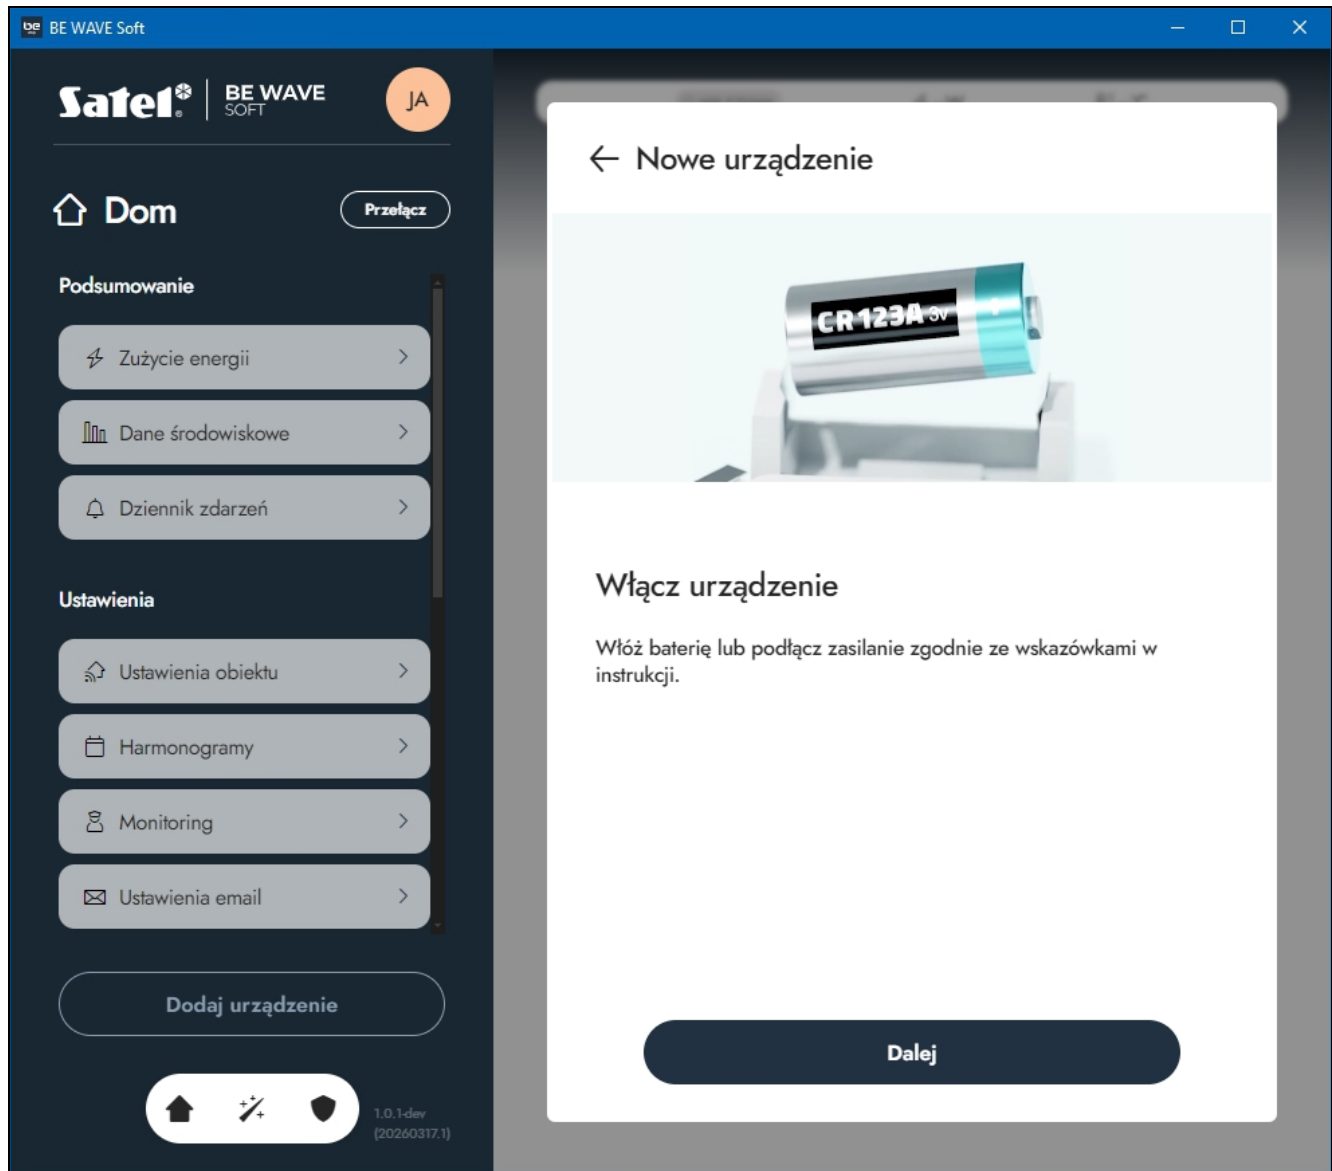 be
BE WAVE Soft
Satel®
BE WAVE
SOFT
JA
Dom
Przełącz
Podsumowanie
Zużycie energii
Dane środowiskowe
Dziennik zdarzeń
Ustawienia
Ustawienia obiektu
Harmonogramy
Monitoring
Ustawienia email
Dodaj urządzenie
1.0.1-dev
(20260317.1)
Nowe urządzenie
CR123A 3v
+
Włącz urządzenie
Włóż baterię lub podłącz zasilanie zgodnie ze wskazówkami w
instrukcji.
Dalej